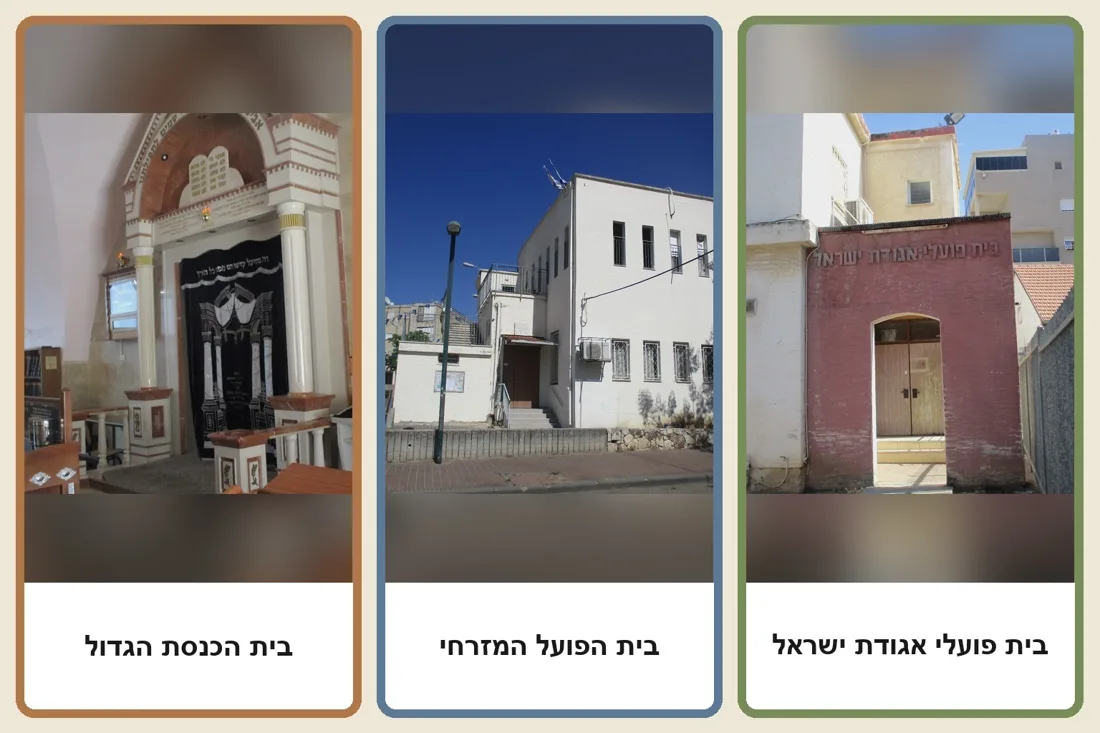 בית הכנסת הגדול
בית הפועל המזרחי
בית פועלי אגודת ישראל
בית פועלי אגודת ישראל